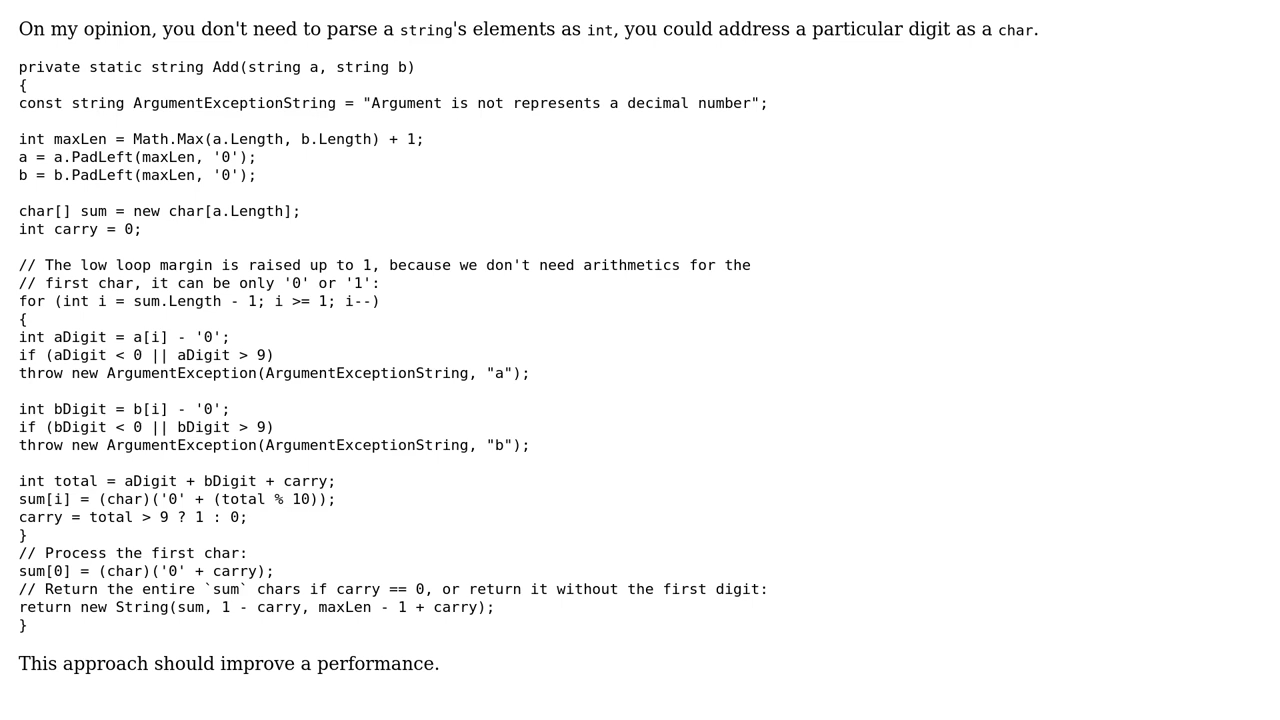 On my opinion, you don't need to parse a string's elements as int, you could address a particular digit as a char.
private static string Add(string a, string b)
{
const string ArgumentExceptionString = "Argument is not represents a decimal number";
int maxLen = Math.Max(a.Length, b.Length) + 1;
a = a.PadLeft(maxLen, '0');
b = b.PadLeft(maxLen, '0');
char[] sum = new char[a.Length];
int carry = 0;
// The low loop margin is raised up to 1, because we don't need arithmetics for the
// first char, it can be only '0' or '1':
for (int i = sum.Length - 1; i >= 1; i--)
{
int aDigit = a[i] - '0';
if (aDigit < 0 || aDigit > 9)
throw new ArgumentException(ArgumentExceptionString, "a");
int bDigit = b[i] - '0';
if (bDigit < 0 || bDigit > 9)
throw new ArgumentException(ArgumentExceptionString, "b");
int total = aDigit + bDigit + carry;
sum[i] = (char)('0' + (total % 10));
carry = total > 9 ? 1 : 0;
}
// Process the first char:
sum[0] = (char)('0' + carry);
// Return the entire `sum` chars if carry == 0, or return it without the first digit:
return new String(sum, 1 - carry, maxLen - 1 + carry);
}
This approach should improve a performance.